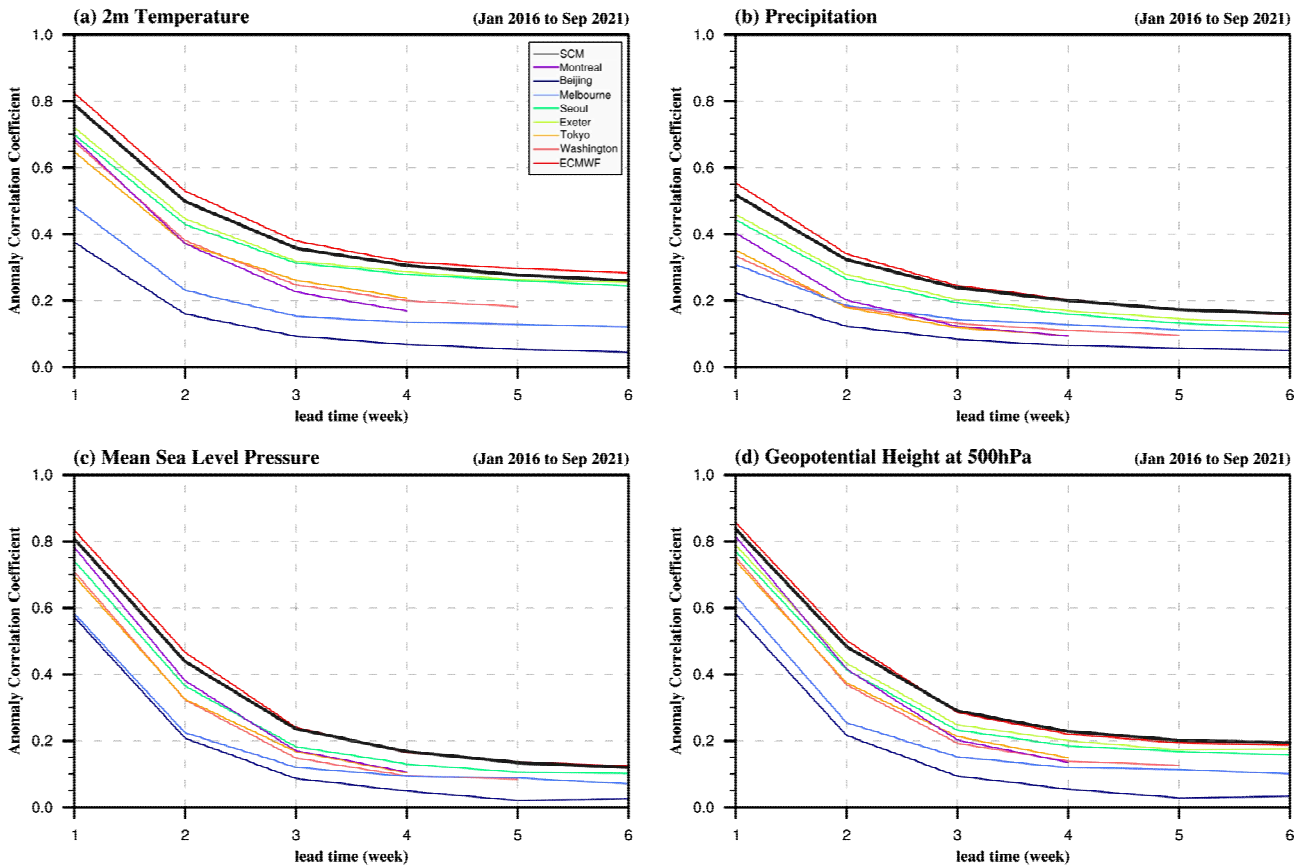 (a) 2m Temperature (Jan 2016 to Sep 2021)
1.0
0.8
0.6
0.4
0.2
0.0
Anomaly Correlation Coefficient
SCM
Montreal
Beijing
Melbourne
Seoul
Exeter
Tokyo
Washington
ECMWF
1 2 3 4 5 6
lead time (week)
(b) Precipitation (Jan 2016 to Sep 2021)
1.0
0.8
0.6
0.4
0.2
0.0
Anomaly Correlation Coefficient
1 2 3 4 5 6
lead time (week)
(c) Mean Sea Level Pressure (Jan 2016 to Sep 2021)
1.0
0.8
0.6
0.4
0.2
0.0
Anomaly Correlation Coefficient
1 2 3 4 5 6
lead time (week)
(d) Geopotential Height at 500hPa (Jan 2016 to Sep 2021)
1.0
0.8
0.6
0.4
0.2
0.0
Anomaly Correlation Coefficient
1 2 3 4 5 6
lead time (week)